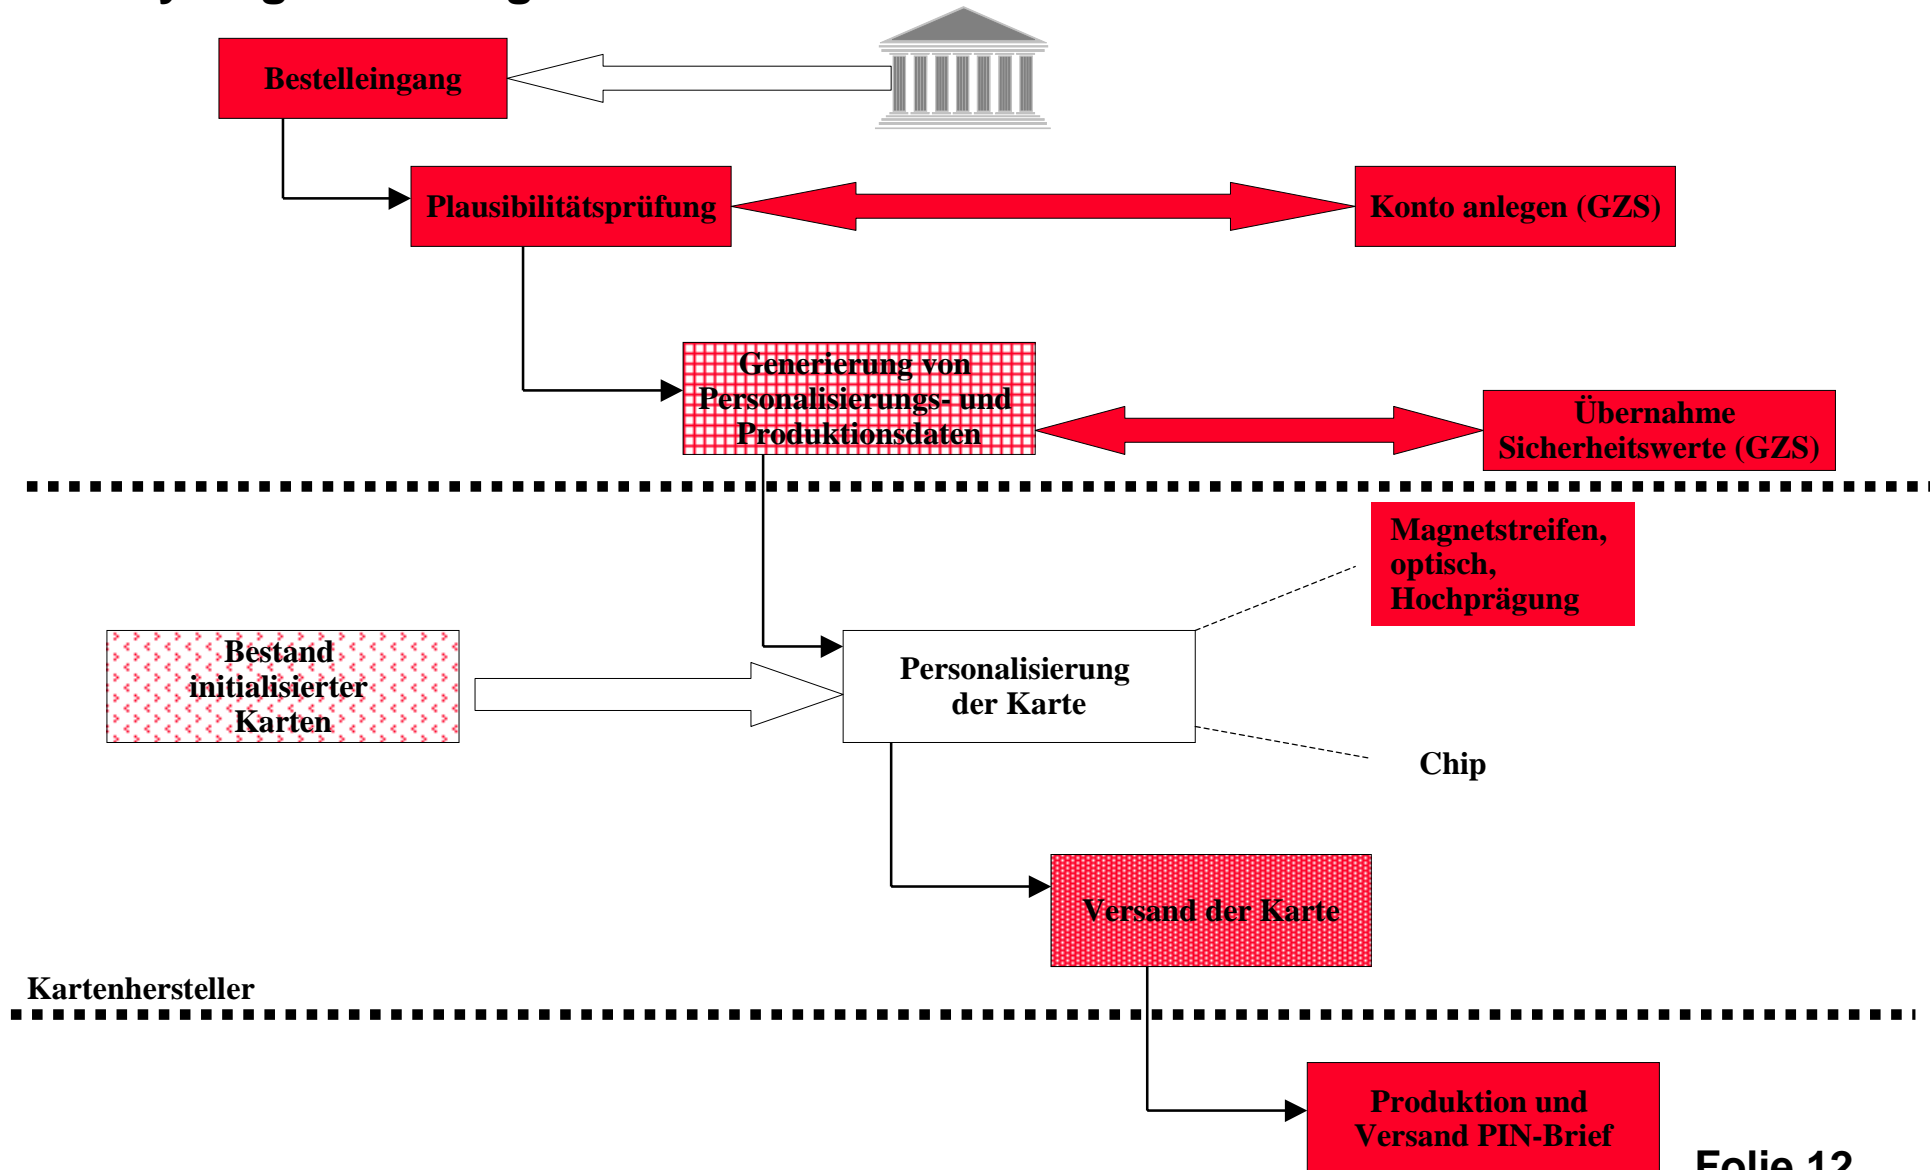 Bestelleingang
Plausibilitätsprüfung
Konto anlegen (GZS)
Generierung von
Personalisierungs- und
Produktionsdaten
Übernahme
Sicherheitswerte (GZS)
Magnetstreifen,
optisch,
Hochprägung
Bestand
initialisierter
Karten
Personalisierung
der Karte
Chip
Versand der Karte
Kartenhersteller
Produktion und
Versand PIN-Brief
Folie 12